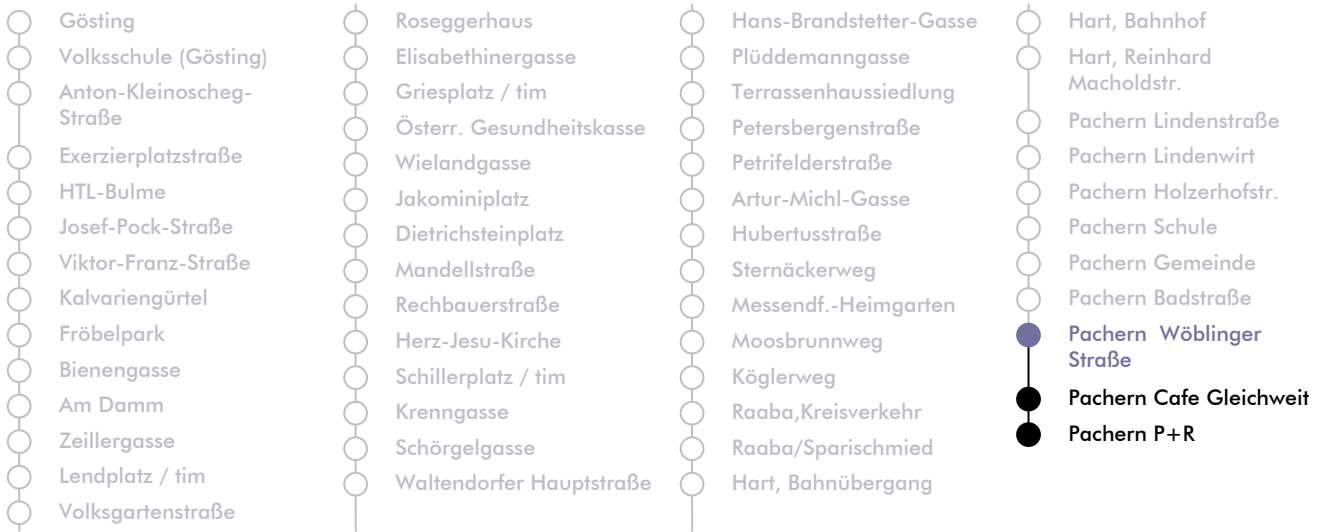 Gösting
Volksschule (Gösting)
Anton-Kleinoscheg-
Straße
Exerzierplatzstraße
HTL-Bulme
Josef-Pock-Straße
Viktor-Franz-Straße
Kalvariengürtel
Fröbelpark
Bienengasse
Am Damm
Zeillergasse
Lendplatz / tim
Volksgartenstraße
Roseggerhaus
Elisabethinergasse
Griesplatz / tim
Österr. Gesundheitskasse
Wielandgasse
Jakominiplatz
Dietrichsteinplatz
Mandellstraße
Rechbauerstraße
Herz-Jesu-Kirche
Schillerplatz / tim
Krenngasse
Schörgelgasse
Waltendorfer Hauptstraße
Hans-Brandstetter-Gasse
Plüddemanngasse
Terrassenhaussiedlung
Petersbergenstraße
Petrifelderstraße
Artur-Michl-Gasse
Hubertusstraße
Sternäckerweg
Messendf.-Heimgarten
Moosbrunnweg
Köglerweg
Raaba,Kreisverkehr
Raaba/Sparischmied
Hart, Bahnübergang
Hart, Bahnhof
Hart, Reinhard
Macholdstr.
Pachern Lindenstraße
Pachern Lindenwirt
Pachern Holzerhofstr.
Pachern Schule
Pachern Gemeinde
Pachern Badstraße
Pachern  Wöblinger
Straße
Pachern Cafe Gleichweit
Pachern P+R